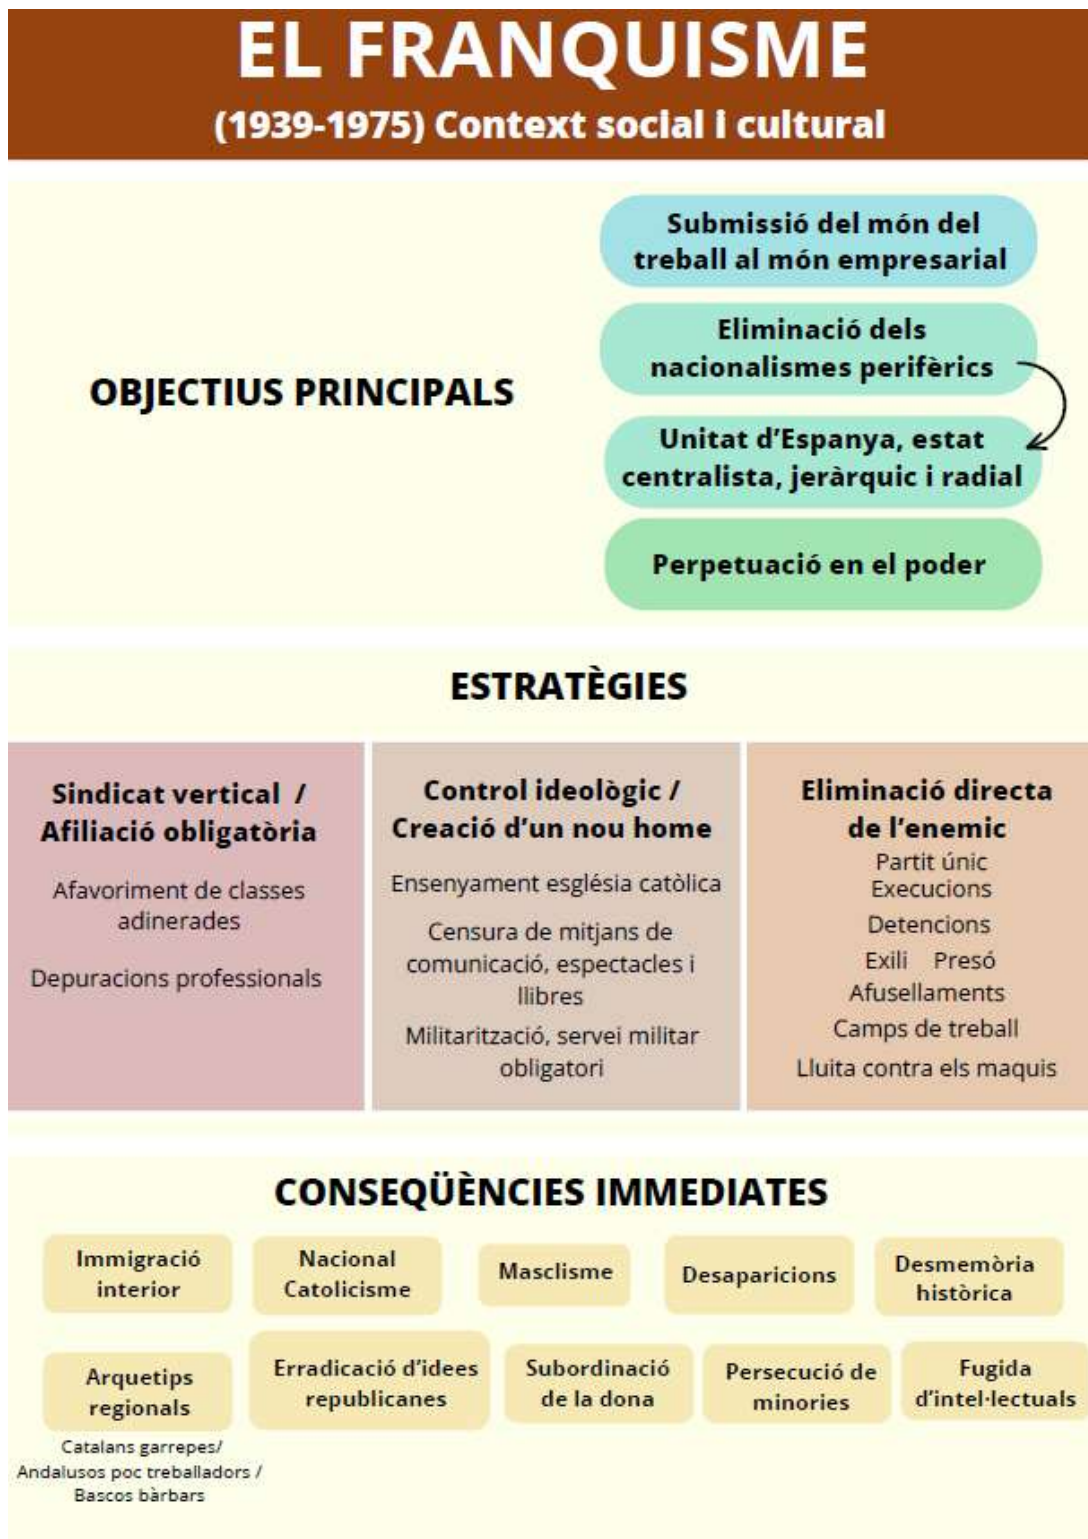 EL FRANQUISME
(1939-1975) Context social i cultural
OBJECTIUS PRINCIPALS
Submissió del món del
treball al món empresarial
Eliminació dels
nacionalismes perifèrics
Unitat d'Espanya, estat
centralista, jeràrquic i radial
Perpetuació en el poder
ESTRATÈGIES
Sindicat vertical /
Afiliació obligatòria
Afavoriment de classes
adinerades
Depuracions professionals
Control ideològic /
Creació d'un nou home
Ensenyament església catòlica
Censura de mitjans de
comunicació, espectacles i
llibres
Militarització, servei militar
obligatori
Eliminació directa
de l'enemic
Partit únic
Execucions
Detencions
Exili Presó
Afusellaments
Camps de treball
Lluita contra els maquis
CONSEQÜÈNCIES IMMEDIATES
Immigració
interior
Nacional
Catolicisme
Masclisme
Desaparicions
Desmemòria
històrica
Arquetips
regionals
Catalans garrepes/
Andalusos poc treballadors /
Bascos bàrbars
Erradicació d'idees
republicanes
Subordinació
de la dona
Persecució de
minories
Fugida
d'intel·lectuals